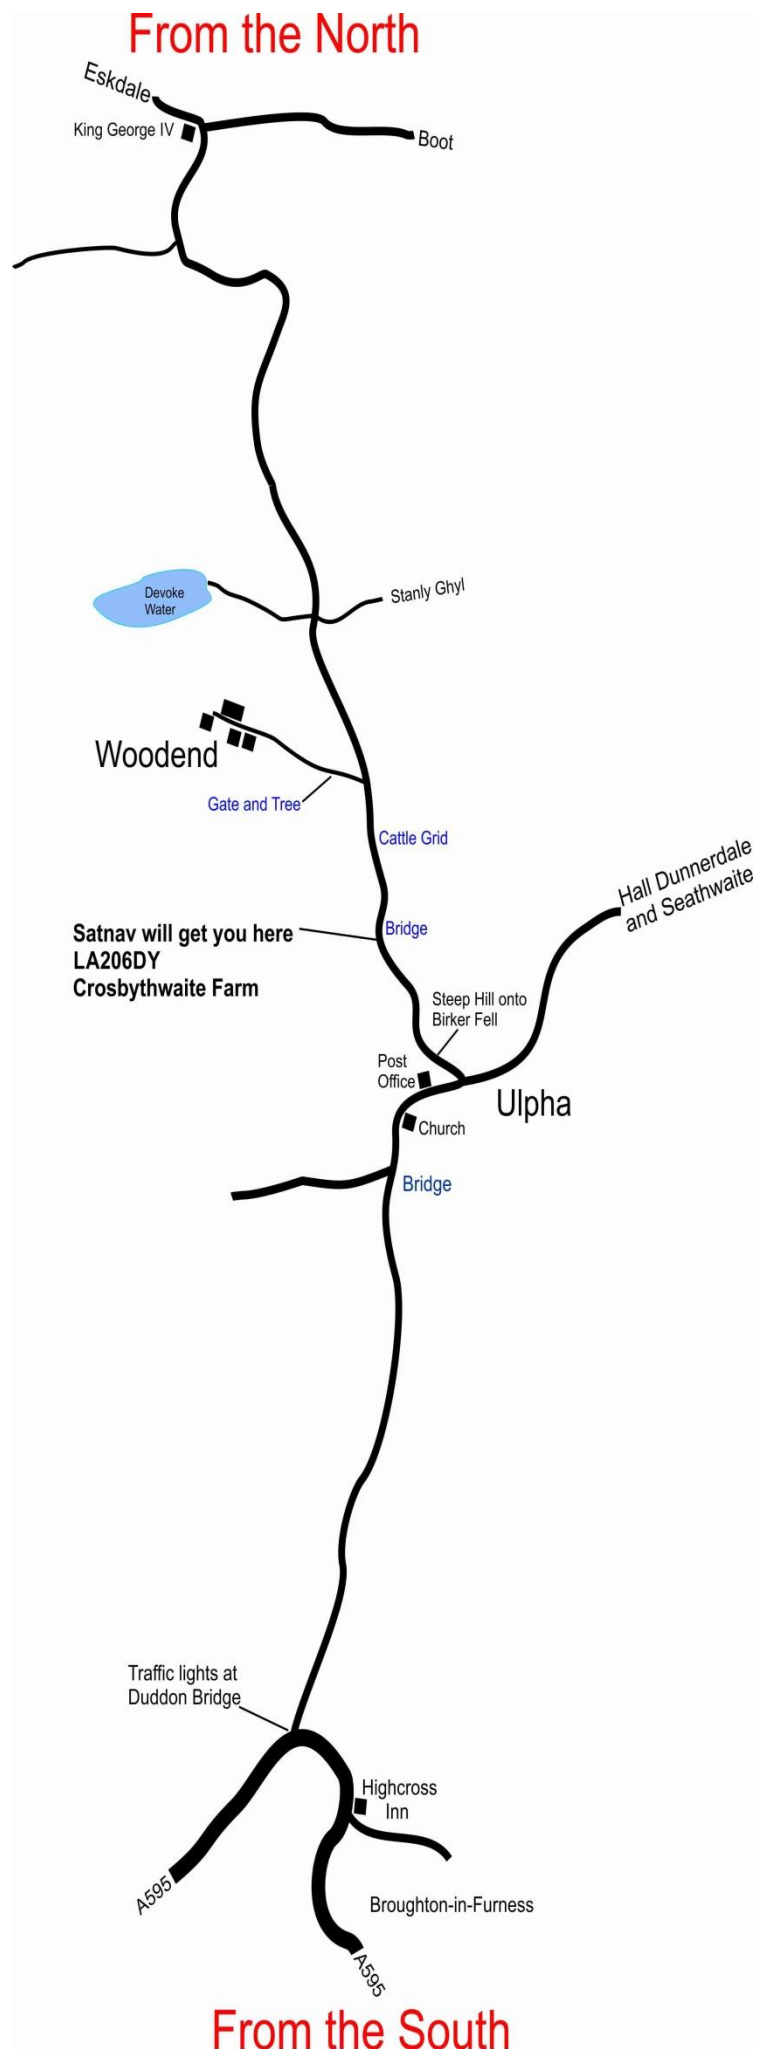 From the North
Eskdale
King George IV
Boot
Devoke
Water
Stanly Ghyl
Woodend
Gate and Tree
Cattle Grid
Hall Dunnerdale
and Seathwaite
Satnav will get you here
LA206DY
Crosbythwaite Farm
Bridge
Steep Hill onto
Birker Fell
Post
Office
Ulpha
Church
Bridge
Traffic lights at
Duddon Bridge
Highcross
Inn
A595
Broughton-in-Furness
A595
From the South